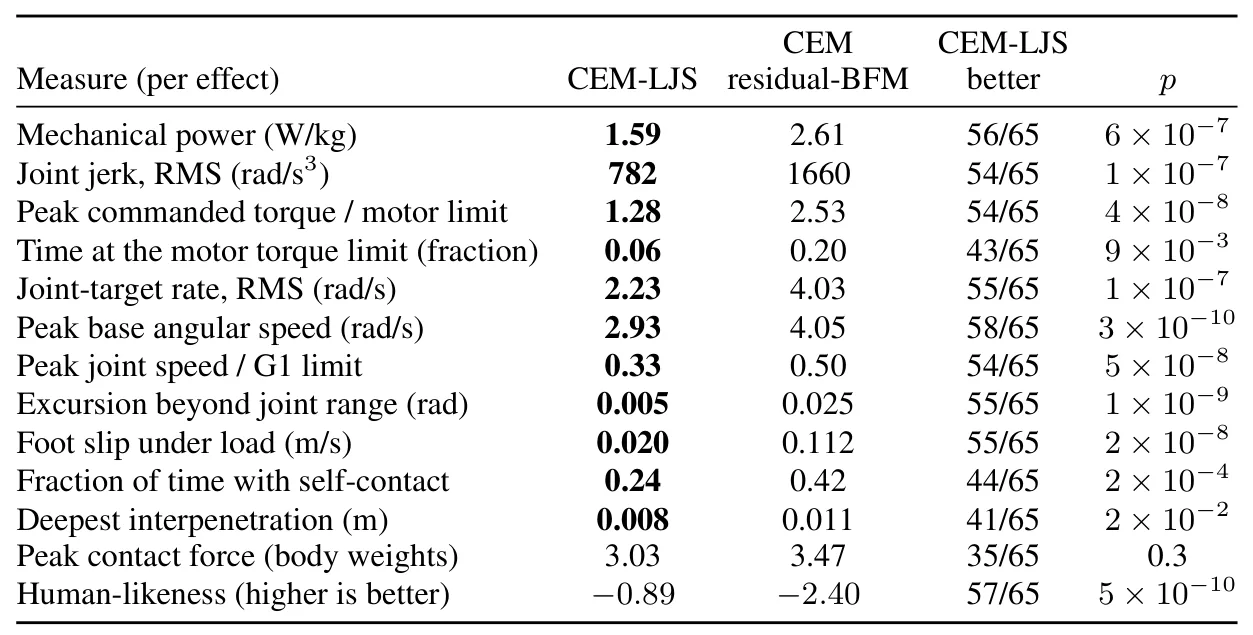 CEM CEM-LJS
Measure (per effect) CEM-LJS residual-BFM better p
Mechanical power (W/kg) 1.59 2.61 56/65 6 × 10⁻⁷
Joint jerk, RMS (rad/s³) 782 1660 54/65 1 × 10⁻⁷
Peak commanded torque / motor limit 1.28 2.53 54/65 4 × 10⁻⁸
Time at the motor torque limit (fraction) 0.06 0.20 43/65 9 × 10⁻³
Joint-target rate, RMS (rad/s) 2.23 4.03 55/65 1 × 10⁻⁷
Peak base angular speed (rad/s) 2.93 4.05 58/65 3 × 10⁻¹⁰
Peak joint speed / G1 limit 0.33 0.50 54/65 5 × 10⁻⁸
Excursion beyond joint range (rad) 0.005 0.025 55/65 1 × 10⁻⁹
Foot slip under load (m/s) 0.020 0.112 55/65 2 × 10⁻⁸
Fraction of time with self-contact 0.24 0.42 44/65 2 × 10⁻⁴
Deepest interpenetration (m) 0.008 0.011 41/65 2 × 10⁻²
Peak contact force (body weights) 3.03 3.47 35/65 0.3
Human-likeness (higher is better) −0.89 −2.40 57/65 5 × 10⁻¹⁰